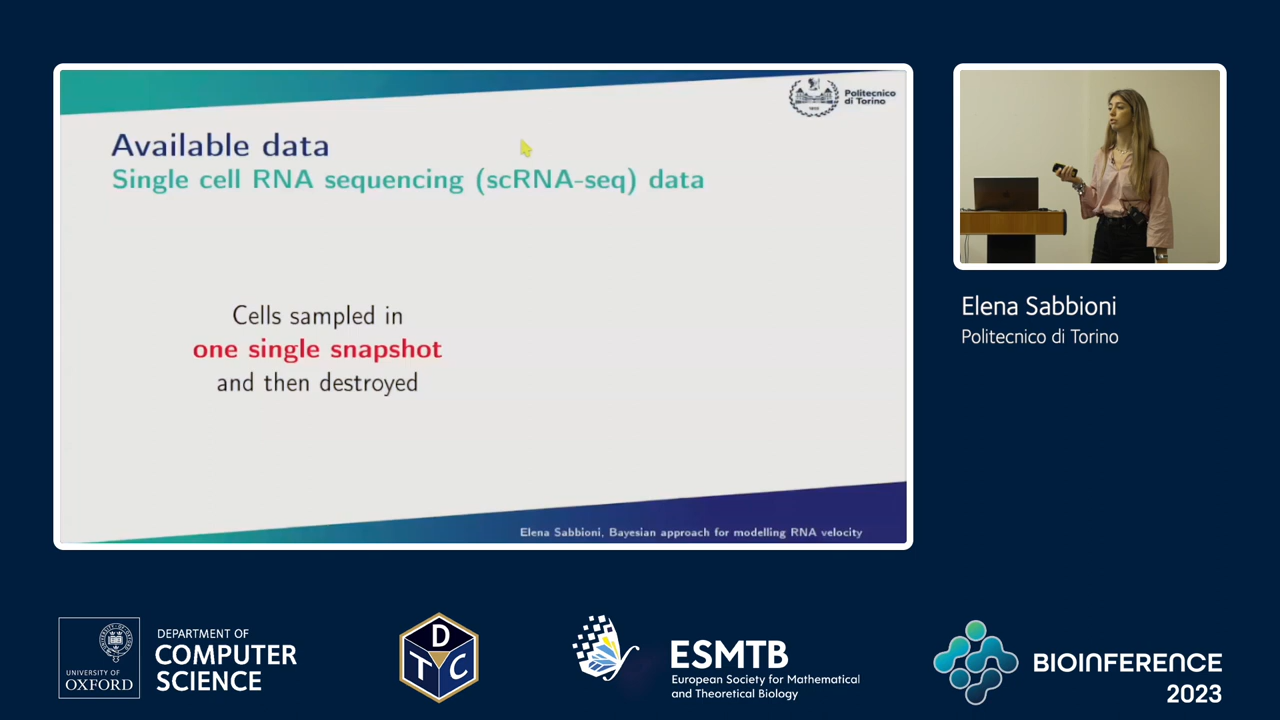 Politecnico
di Torino
Available data
Single cell RNA sequencing (scRNA-seq) data
Cells sampled in
one single snapshot
and then destroyed
Elena Sabbioni, Bayesian approach for modelling RNA velocity
Elena Sabbioni
Politecnico di Torino
UNIVERSITY OF
OXFORD
DEPARTMENT OF
COMPUTER
SCIENCE
D
T C
ESMTB
European Society for Mathematical
and Theoretical Biology
BIOINFERENCE
2023